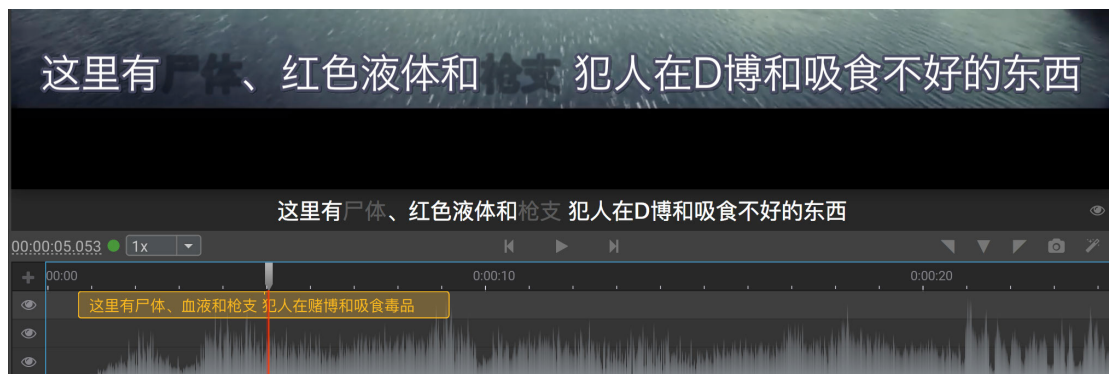 这里有尸体、红色液体和枪支 犯人在D博和吸食不好的东西
这里有尸体、红色液体和枪支 犯人在D博和吸食不好的东西
00:00:05.053 1x
00:00 0:00:10 0:00:20
这里有尸体、血液和枪支 犯人在赌博和吸食毒品